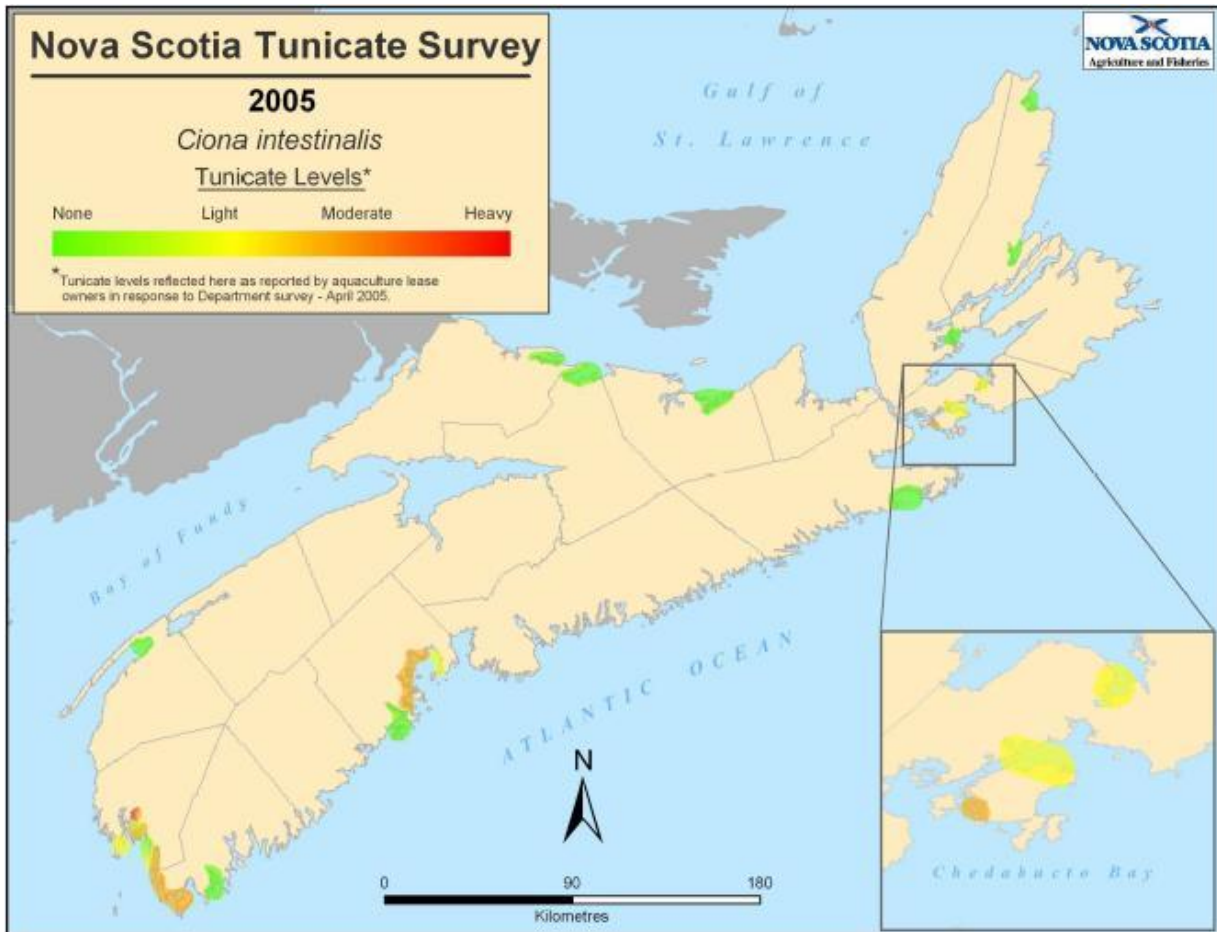 Nova Scotia Tunicate Survey
2005
Ciona intestinalis
Tunicate Levels*
None Light Moderate Heavy
*Tunicate levels reflected here as reported by aquaculture lease
owners in response to Department survey - April 2005.
NOVA SCOTIA
Agriculture and Fisheries
Gulf of
St. Lawrence
Bay of Fundy
ATLANTIC OCEAN
N
0 90 180
Kilometres
Chedabucto Bay